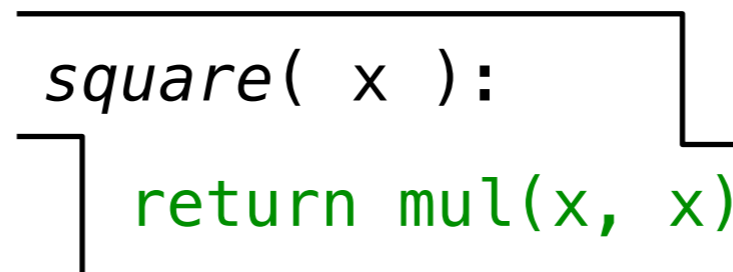 square( x ):
return mul(x, x)